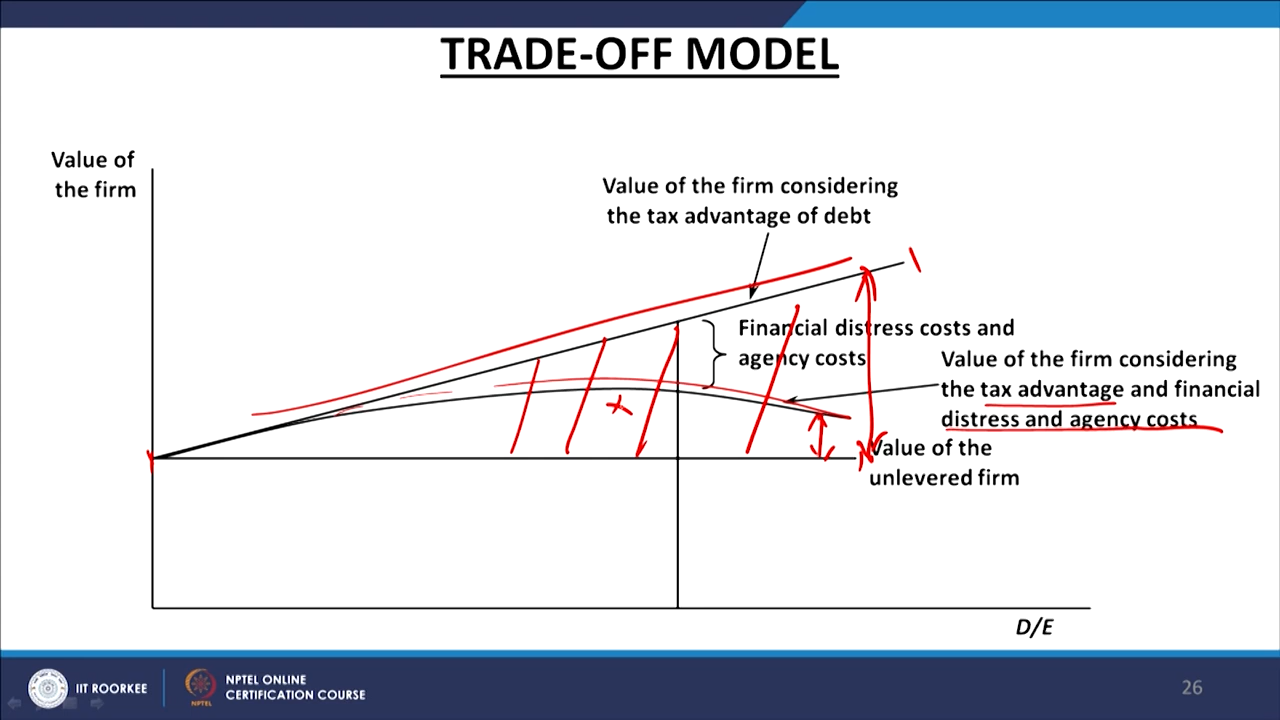 TRADE-OFF MODEL
Value of
the firm
Value of the firm considering
the tax advantage of debt
Financial distress costs and
agency costs
Value of the firm considering
the tax advantage and financial
distress and agency costs
Value of the
unlevered firm
D/E
IIT ROORKEE
NPTEL
NPTEL ONLINE
CERTIFICATION COURSE
26